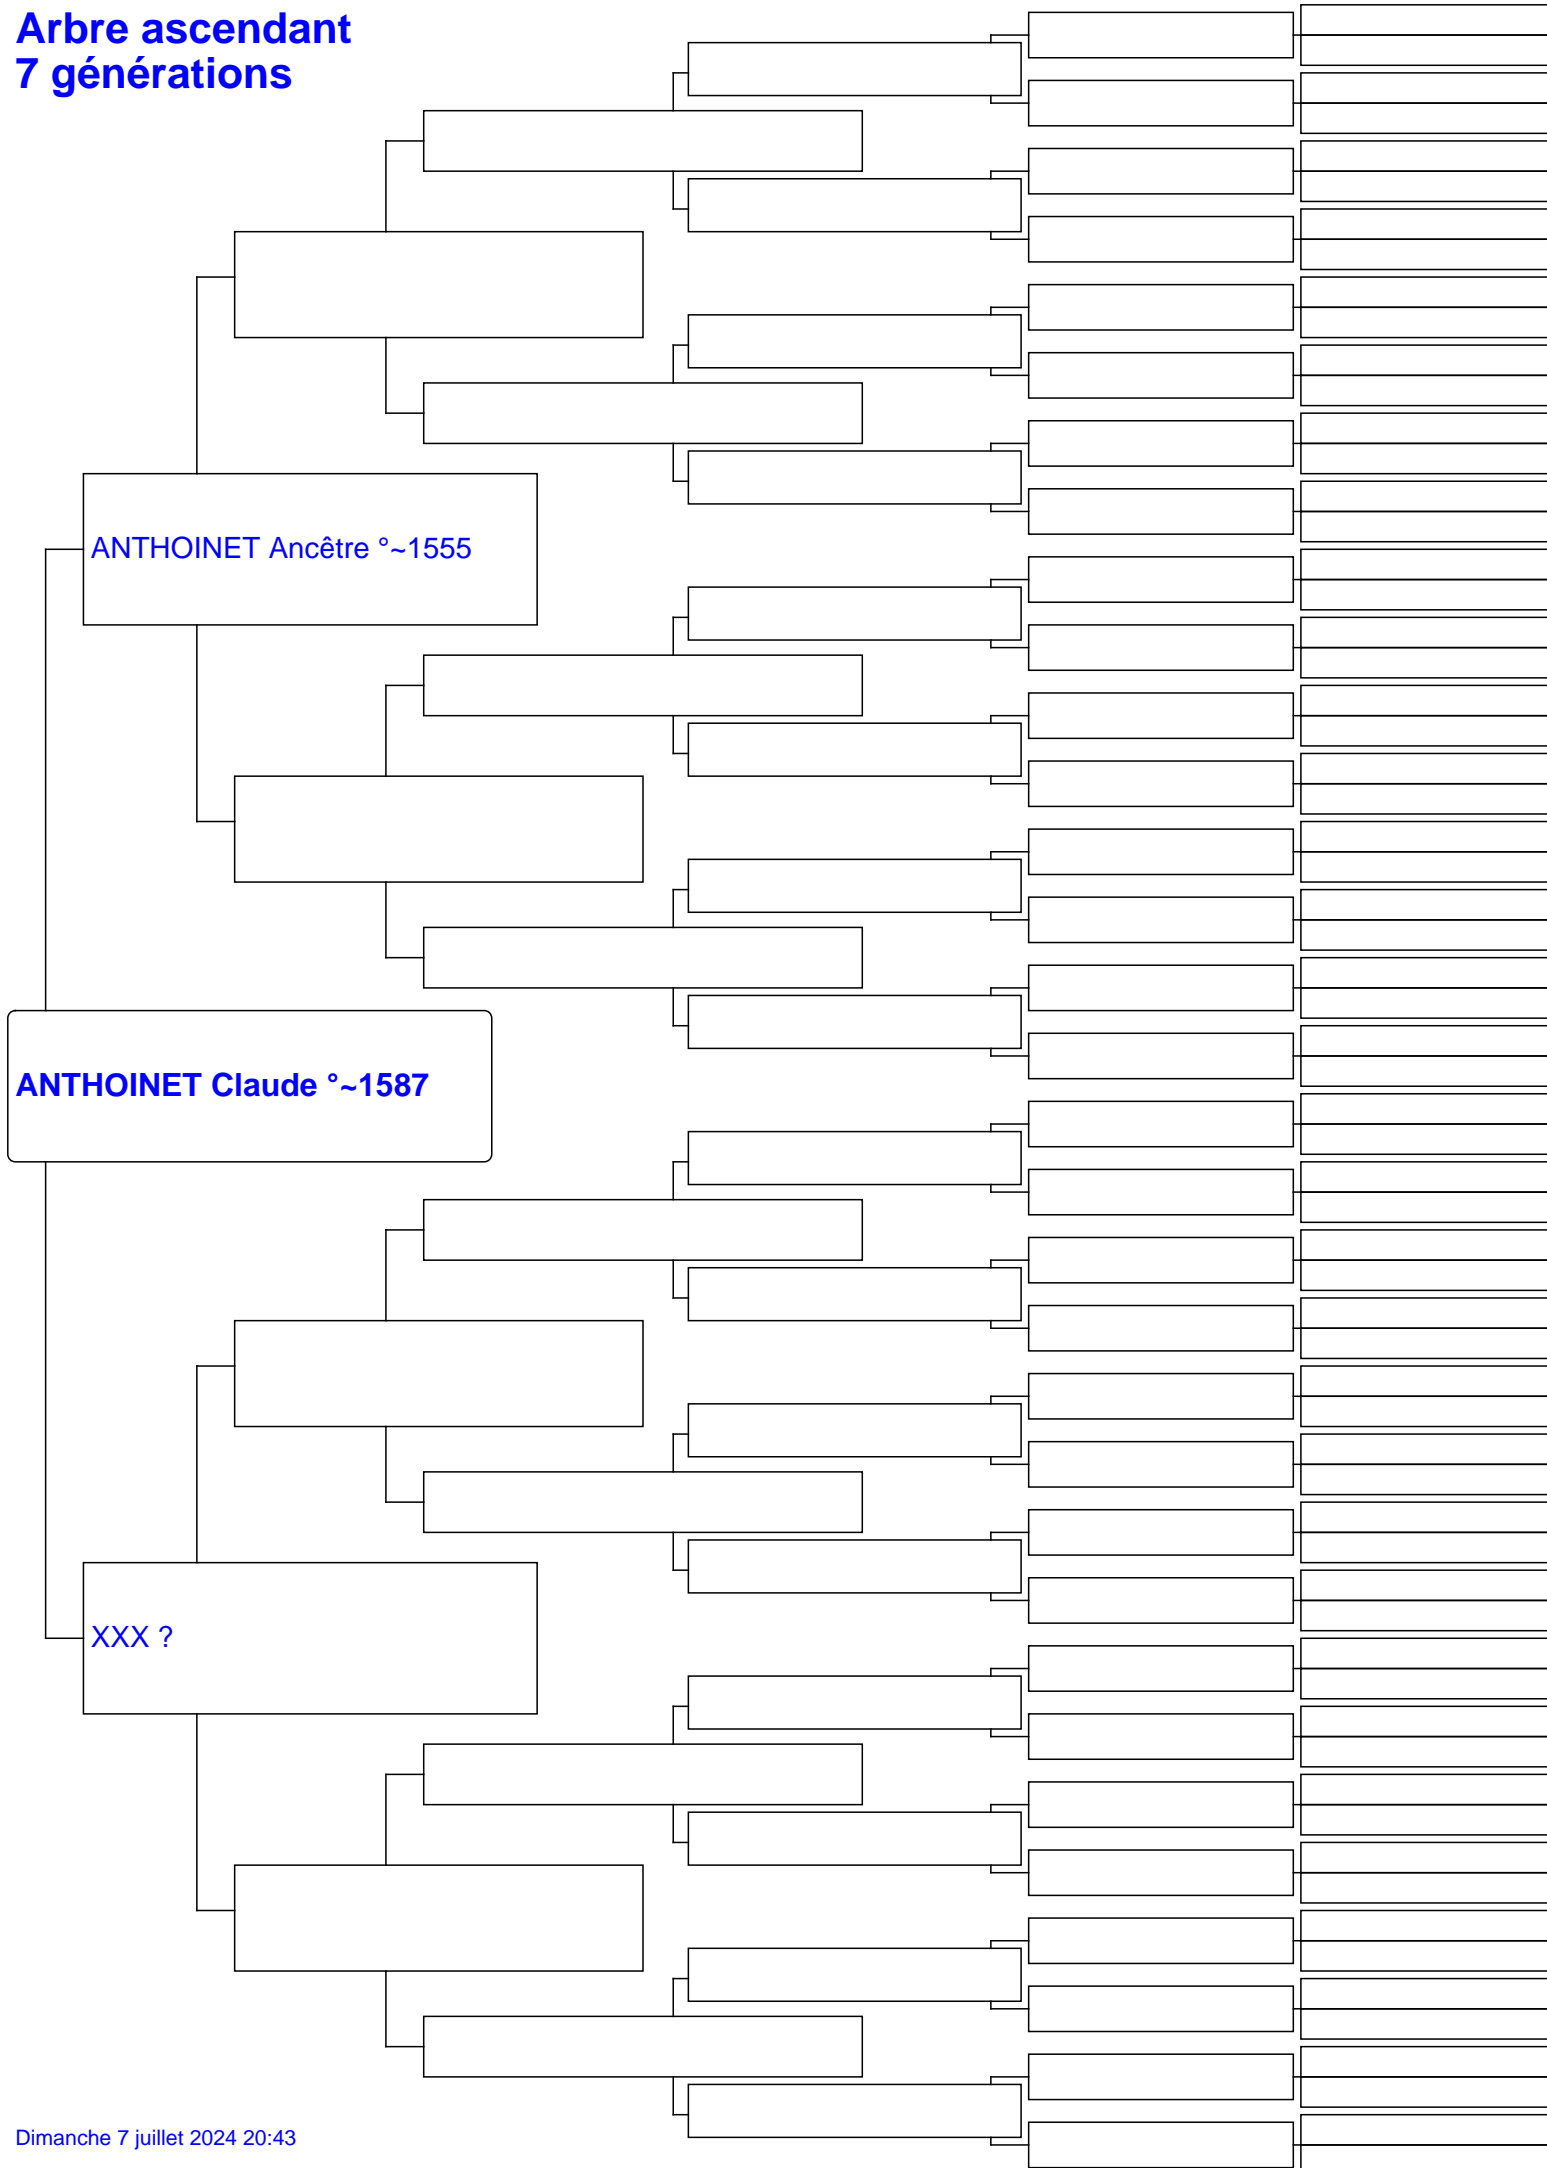 Arbre ascendant
7 générations
ANTHOINET Ancêtre °~1555
ANTHOINET Claude °~1587
XXX ?
Dimanche 7 juillet 2024 20:43